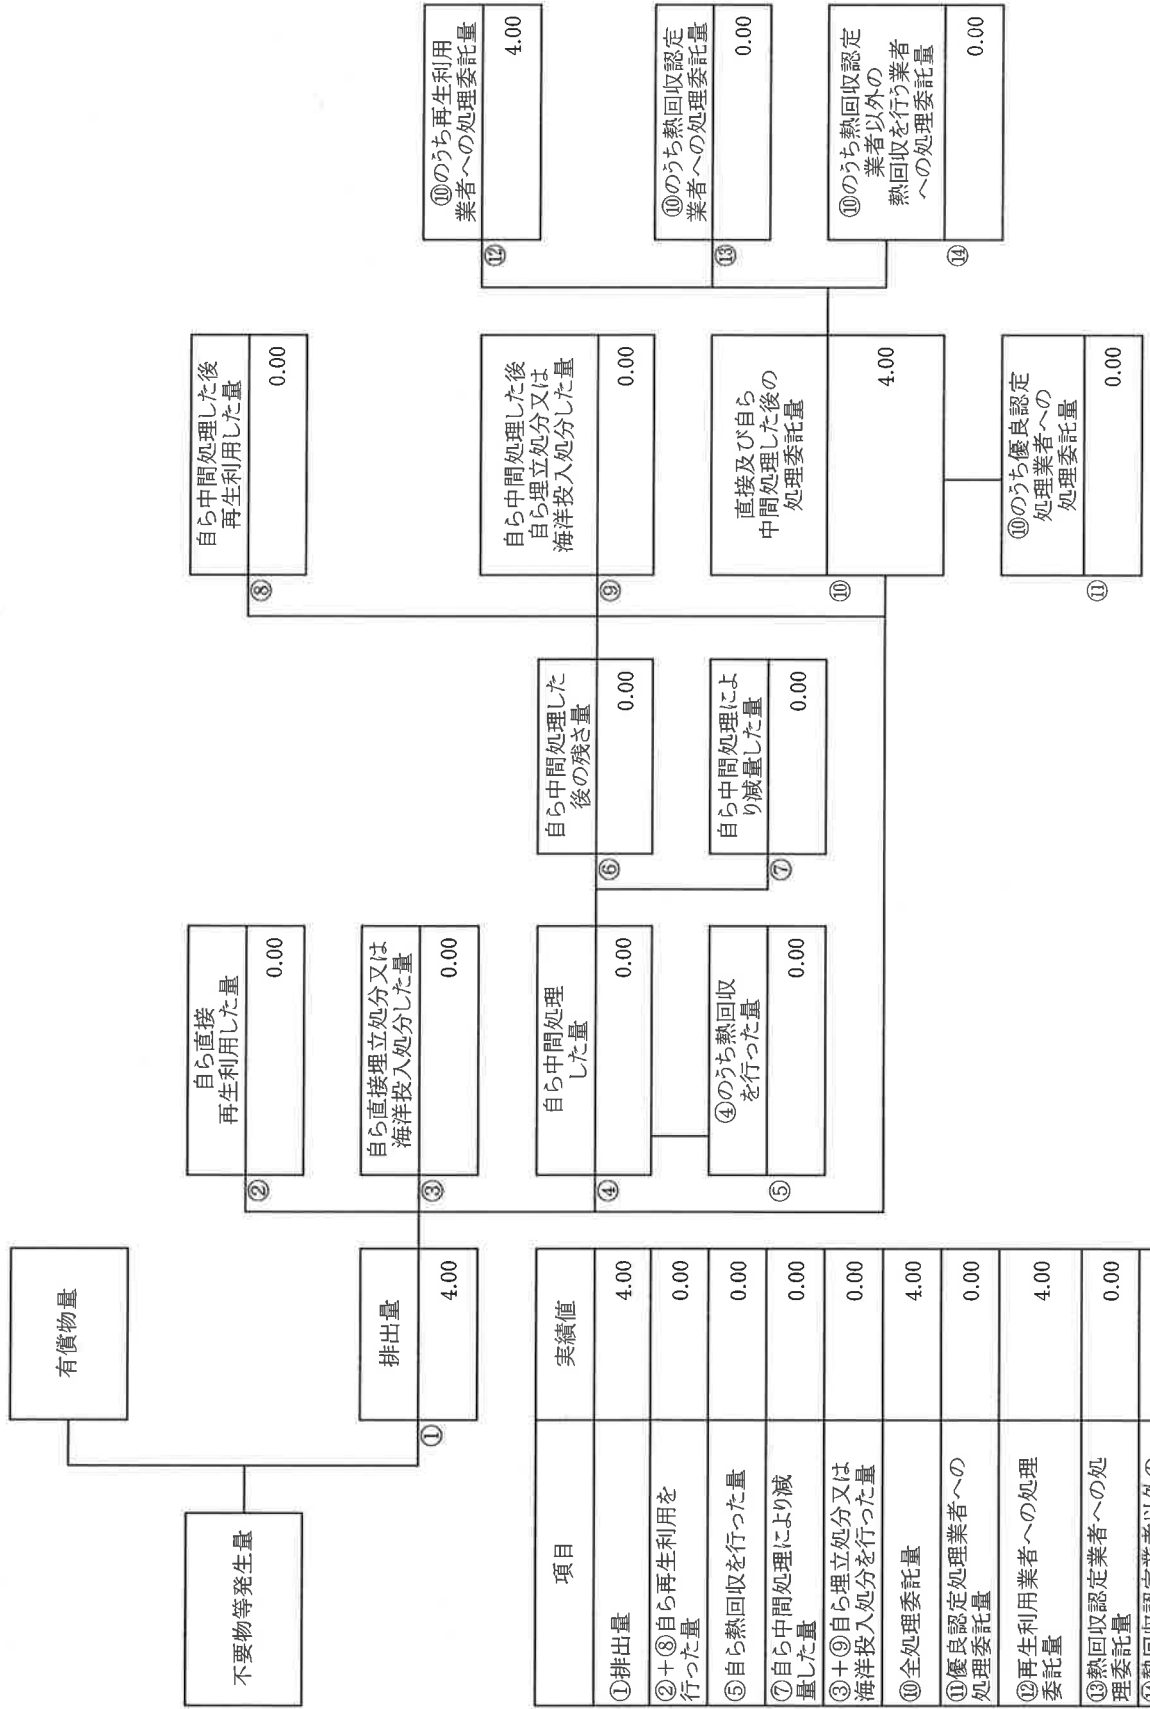 有償物量
不要物等発生量
排出量
①
4.00
自ら直接
再生利用した量
②
0.00
自ら直接埋立処分又は
海洋投入処分した量
③
0.00
自ら中間処理
した量
④
0.00
④のうち熱回収
を行った量
⑤
0.00
自ら中間処理した
後の残さ量
⑥
0.00
自ら中間処理によ
り減量した量
⑦
0.00
自ら中間処理した後
再生利用した量
⑧
0.00
自ら中間処理した後
自ら埋立処分又は
海洋投入処分した量
⑨
0.00
直接及び自ら
中間処理した後の
処理委託量
⑩
4.00
⑩のうち優良認定
処理業者への
処理委託量
⑪
0.00
⑩のうち再生利用
業者への処理委託量
⑫
4.00
⑩のうち熱回収認定
業者への処理委託量
⑬
0.00
⑩のうち熱回収認定
業者以外の
熱回収を行う業者
への処理委託量
⑭
0.00
項目 実績値
①排出量 4.00
②+⑧自ら再生利用を
行った量 0.00
⑤自ら熱回収を行った量 0.00
⑦自ら中間処理により減
量した量 0.00
③+⑨自ら埋立処分又は
海洋投入処分を行った量 0.00
⑩全処理委託量 4.00
⑪優良認定処理業者への
処理委託量 0.00
⑫再生利用業者への処理
委託量 4.00
⑬熱回収認定業者への処
理委託量 0.00
⑭熱回収認定業者以外の